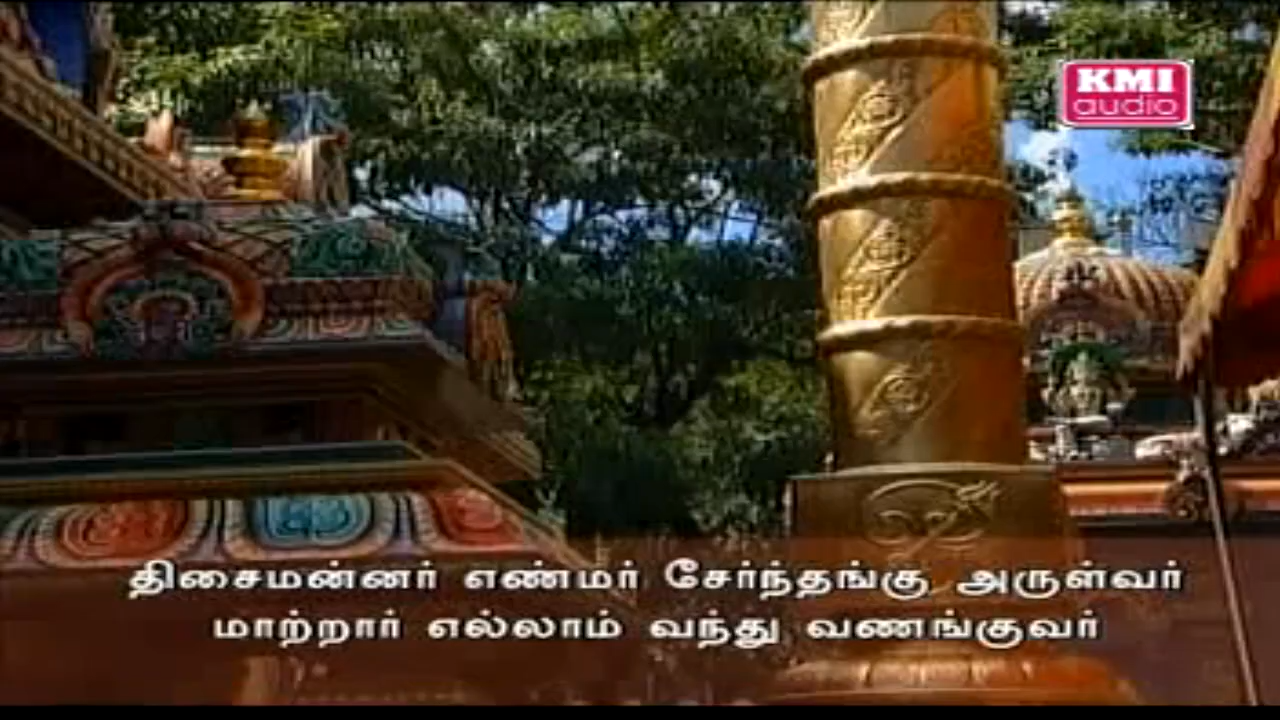 KMI
audio
திசைமன்னர் எண்மர் சேர்ந்தங்கு அருள்வர்
மாற்றார் எல்லாம் வந்து வணங்குவர்